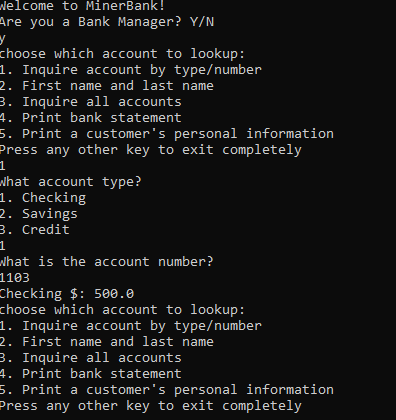 Welcome to MinerBank!
Are you a Bank Manager? Y/N
y
choose which account to lookup:
1. Inquire account by type/number
2. First name and last name
3. Inquire all accounts
4. Print bank statement
5. Print a customer's personal information
Press any other key to exit completely
1
What account type?
1. Checking
2. Savings
3. Credit
1
What is the account number?
1103
Checking $: 500.0
choose which account to lookup:
1. Inquire account by type/number
2. First name and last name
3. Inquire all accounts
4. Print bank statement
5. Print a customer's personal information
Press any other key to exit completely